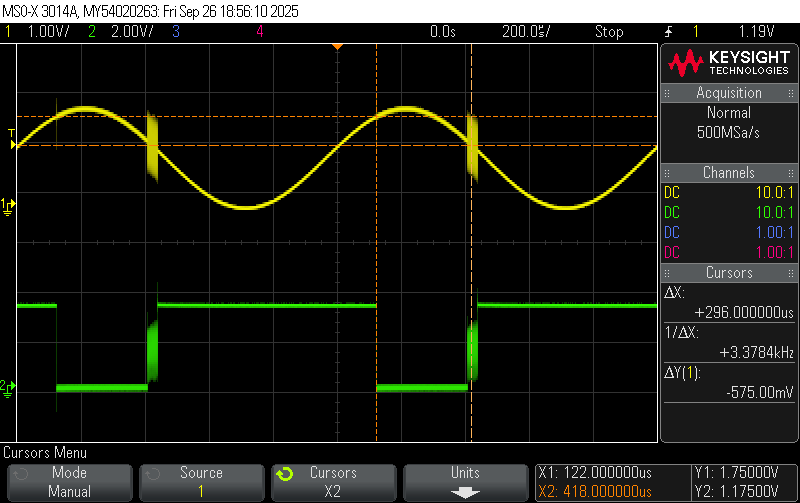 MSO-X 3014A, MY54020263: Fri Sep 26 18:56:10 2025
1 1.00V/ 2 2.00V/ 3 4 0.0s 200.0us/ Stop 1 1.19V
T
1
2
KEYSIGHT
TECHNOLOGIES
Acquisition
Normal
500MSa/s
Channels
DC 10.0:1
DC 10.0:1
DC 1.00:1
DC 1.00:1
Cursors
ΔX:
+296.000000us
1/ΔX:
+3.3784kHz
ΔY(1):
-575.00mV
Cursors Menu
Mode
Manual
Source
1
Cursors
X2
Units
X1: 122.000000us
X2: 418.000000us
Y1: 1.75000V
Y2: 1.17500V